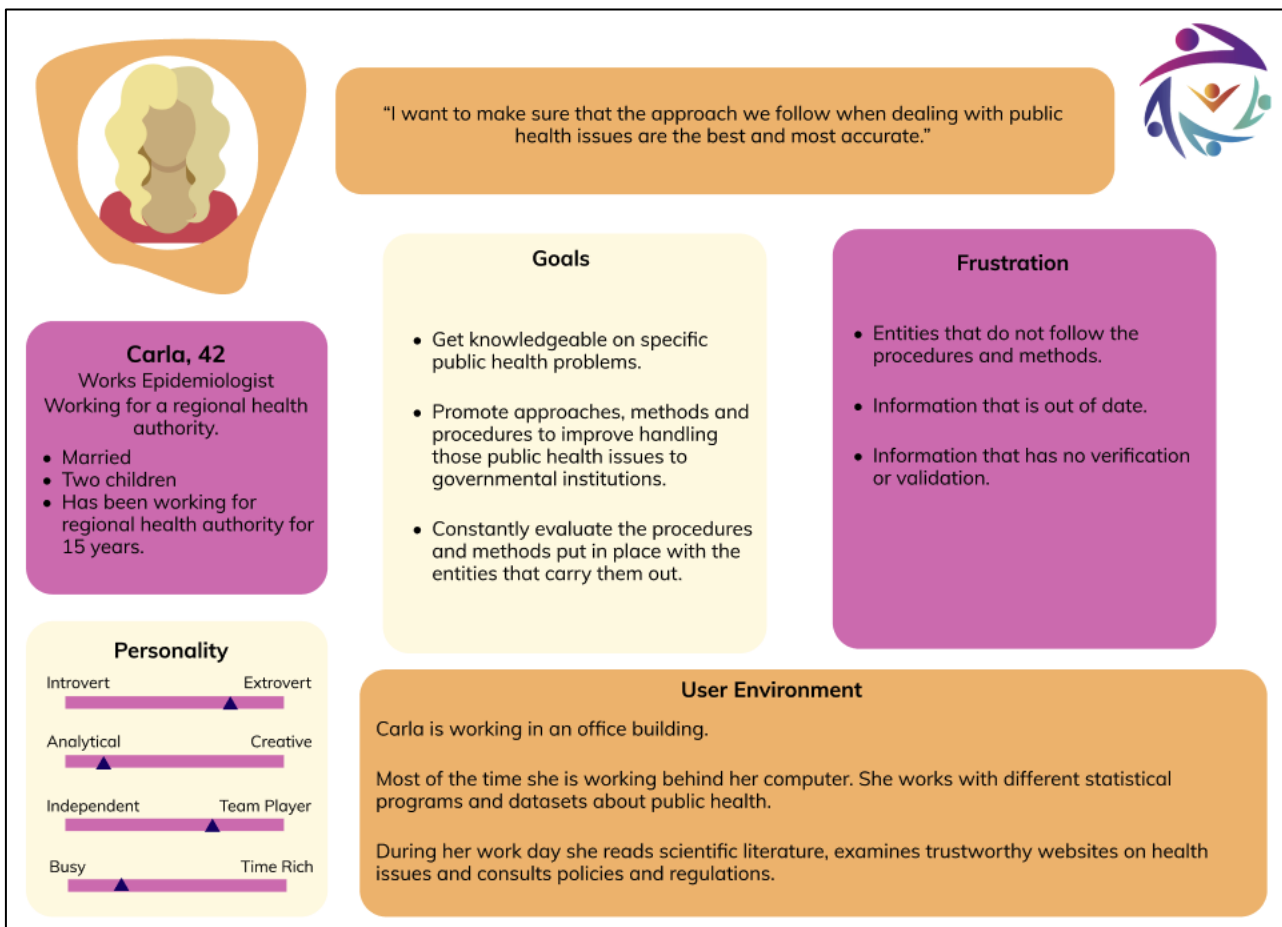 “I want to make sure that the approach we follow when dealing with public
health issues are the best and most accurate.”
Carla, 42
Works Epidemiologist
Working for a regional health
authority.
• Married
• Two children
• Has been working for
regional health authority for
15 years.
Goals
• Get knowledgeable on specific
public health problems.
• Promote approaches, methods and
procedures to improve handling
those public health issues to
governmental institutions.
• Constantly evaluate the procedures
and methods put in place with the
entities that carry them out.
Frustration
• Entities that do not follow the
procedures and methods.
• Information that is out of date.
• Information that has no verification
or validation.
Personality
Introvert Extrovert
Analytical Creative
Independent Team Player
Busy Time Rich
User Environment
Carla is working in an office building.
Most of the time she is working behind her computer. She works with different statistical
programs and datasets about public health.
During her work day she reads scientific literature, examines trustworthy websites on health
issues and consults policies and regulations.